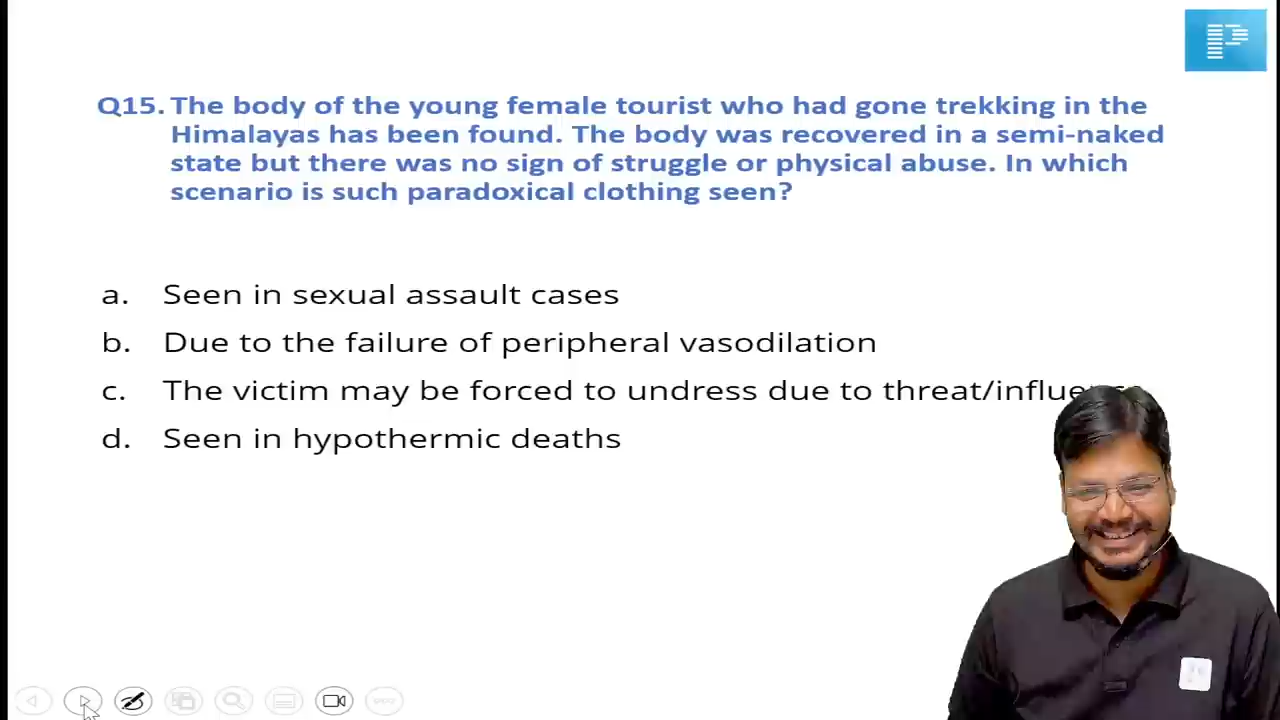 Q15. The body of the young female tourist who had gone trekking in the
Himalayas has been found. The body was recovered in a semi-naked
state but there was no sign of struggle or physical abuse. In which
scenario is such paradoxical clothing seen?
a. Seen in sexual assault cases
b. Due to the failure of peripheral vasodilation
c. The victim may be forced to undress due to threat/influence
d. Seen in hypothermic deaths